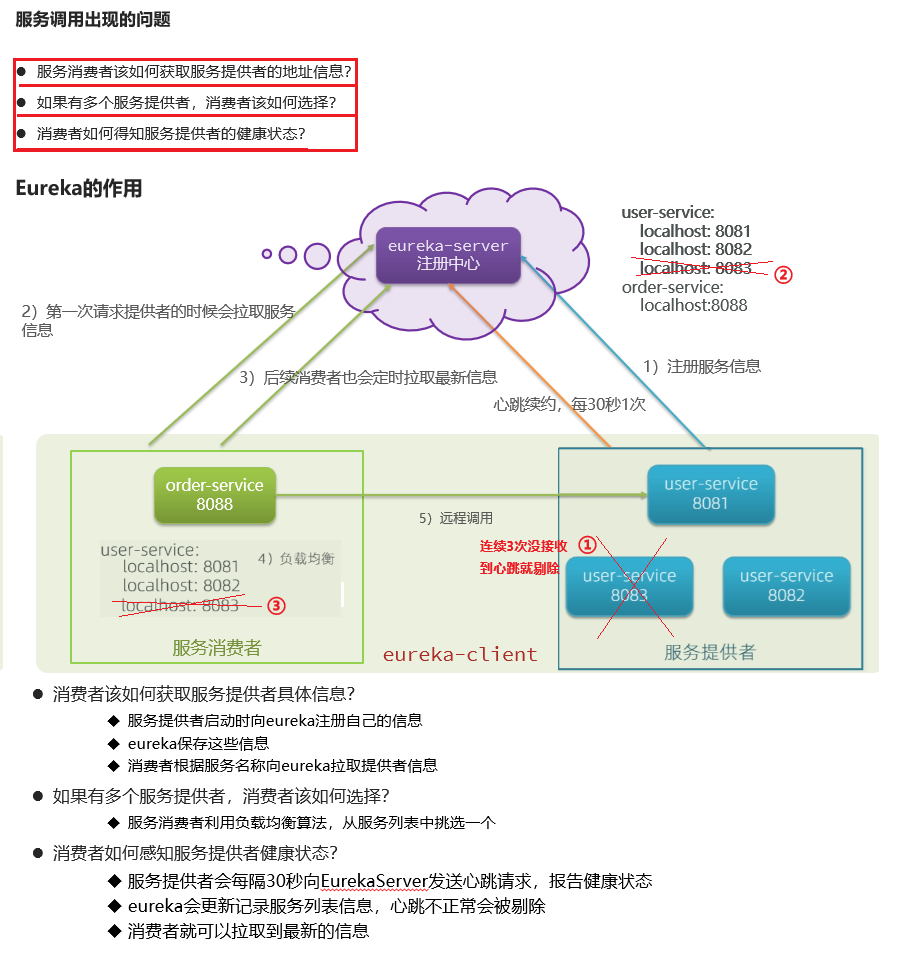 服务调用出现的问题
服务消费者该如何获取服务提供者的地址信息？
如果有多个服务提供者，消费者该如何选择？
消费者如何得知服务提供者的健康状态？
Eureka的作用
eureka-server
注册中心
user-service:
localhost: 8081
localhost: 8082
localhost: 8083
②
order-service:
localhost:8088
2）第一次请求提供者的时候会拉取服务
信息
3）后续消费者也会定时拉取最新信息
1）注册服务信息
心跳续约，每30秒1次
order-service
8088
user-service
8081
5）远程调用
user-service:
localhost: 8081
localhost: 8082
localhost: 8083
③
4）负载均衡
连续3次没接收
到心跳就剔除
①
user-service
8083
user-service
8082
服务消费者
eureka-client
服务提供者
消费者该如何获取服务提供者具体信息？
服务提供者启动时向eureka注册自己的信息
eureka保存这些信息
消费者根据服务名称向eureka拉取提供者信息
如果有多个服务提供者，消费者该如何选择？
服务消费者利用负载均衡算法，从服务列表中挑选一个
消费者如何感知服务提供者健康状态？
服务提供者会每隔30秒向EurekaServer发送心跳请求，报告健康状态
eureka会更新记录服务列表信息，心跳不正常会被剔除
消费者就可以拉取到最新的信息